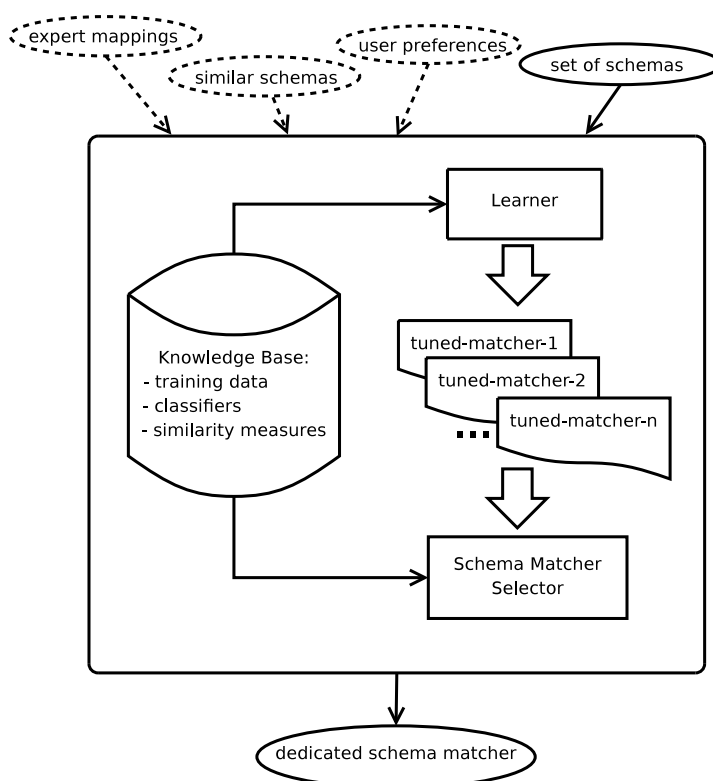 expert mappings
similar schemas
user preferences
set of schemas
Learner
Knowledge Base:
- training data
- classifiers
- similarity measures
tuned-matcher-1
tuned-matcher-2
tuned-matcher-n
Schema Matcher
Selector
dedicated schema matcher